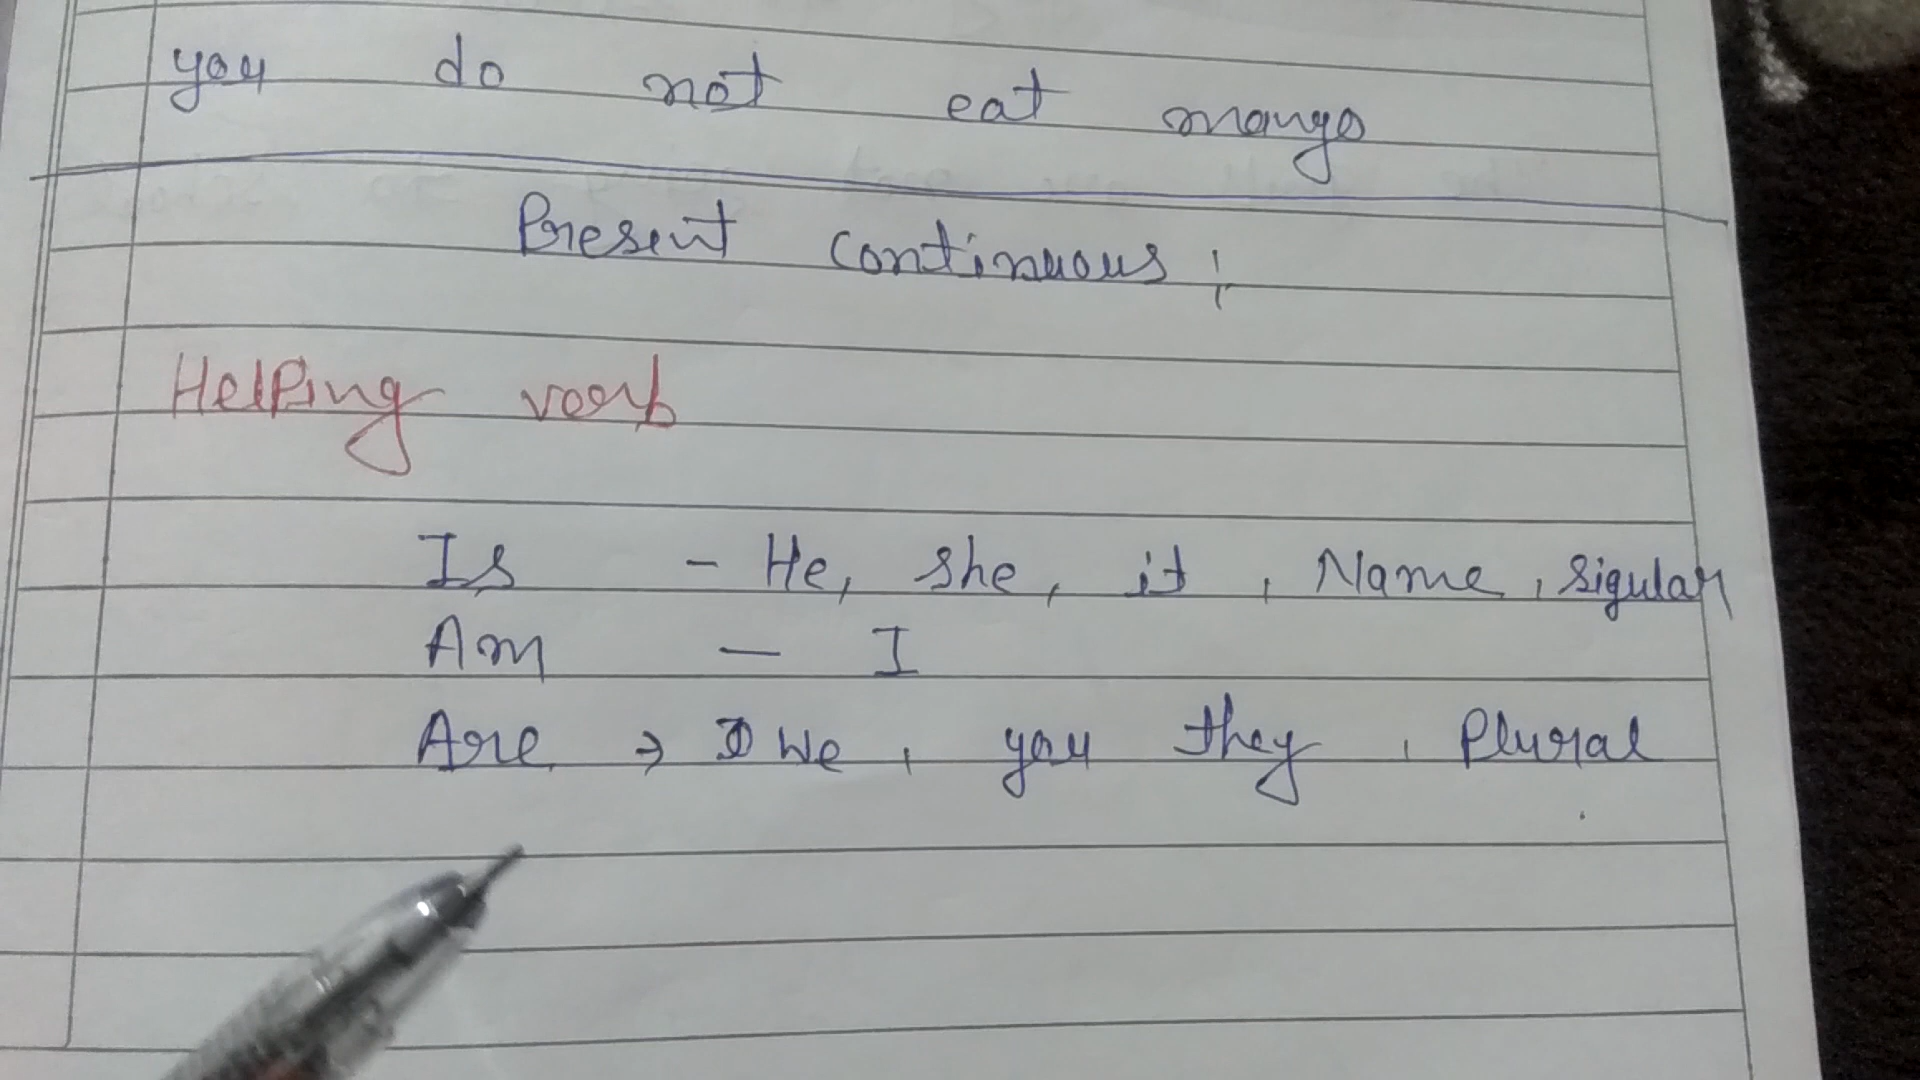 you do not eat mango
Present continuous :
Helping verb
Is - He, she, it, Name, sigular
Am - I
Are → we, you they, Plural